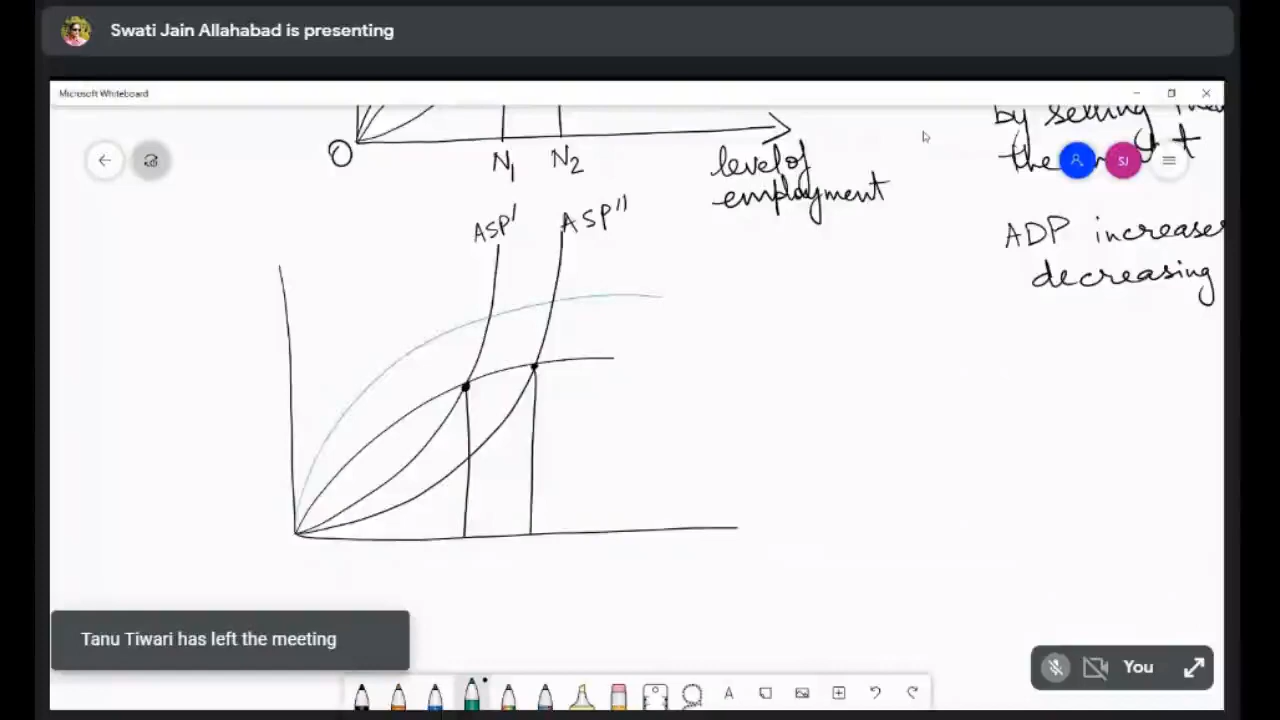 Swati Jain Allahabad is presenting
Microsoft Whiteboard
by selling
the
SJ
O
N1
N2
level of
employment
ASP'
ASP"
ADP increases
decreasing
Tanu Tiwari has left the meeting
You
A